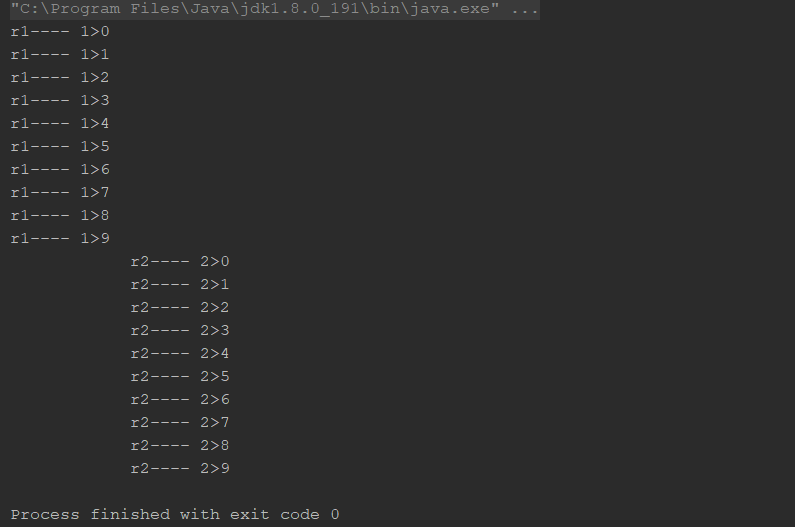 "C:\Program Files\Java\jdk1.8.0_191\bin\java.exe" ...
r1---- 1>0
r1---- 1>1
r1---- 1>2
r1---- 1>3
r1---- 1>4
r1---- 1>5
r1---- 1>6
r1---- 1>7
r1---- 1>8
r1---- 1>9
            r2---- 2>0
            r2---- 2>1
            r2---- 2>2
            r2---- 2>3
            r2---- 2>4
            r2---- 2>5
            r2---- 2>6
            r2---- 2>7
            r2---- 2>8
            r2---- 2>9
Process finished with exit code 0